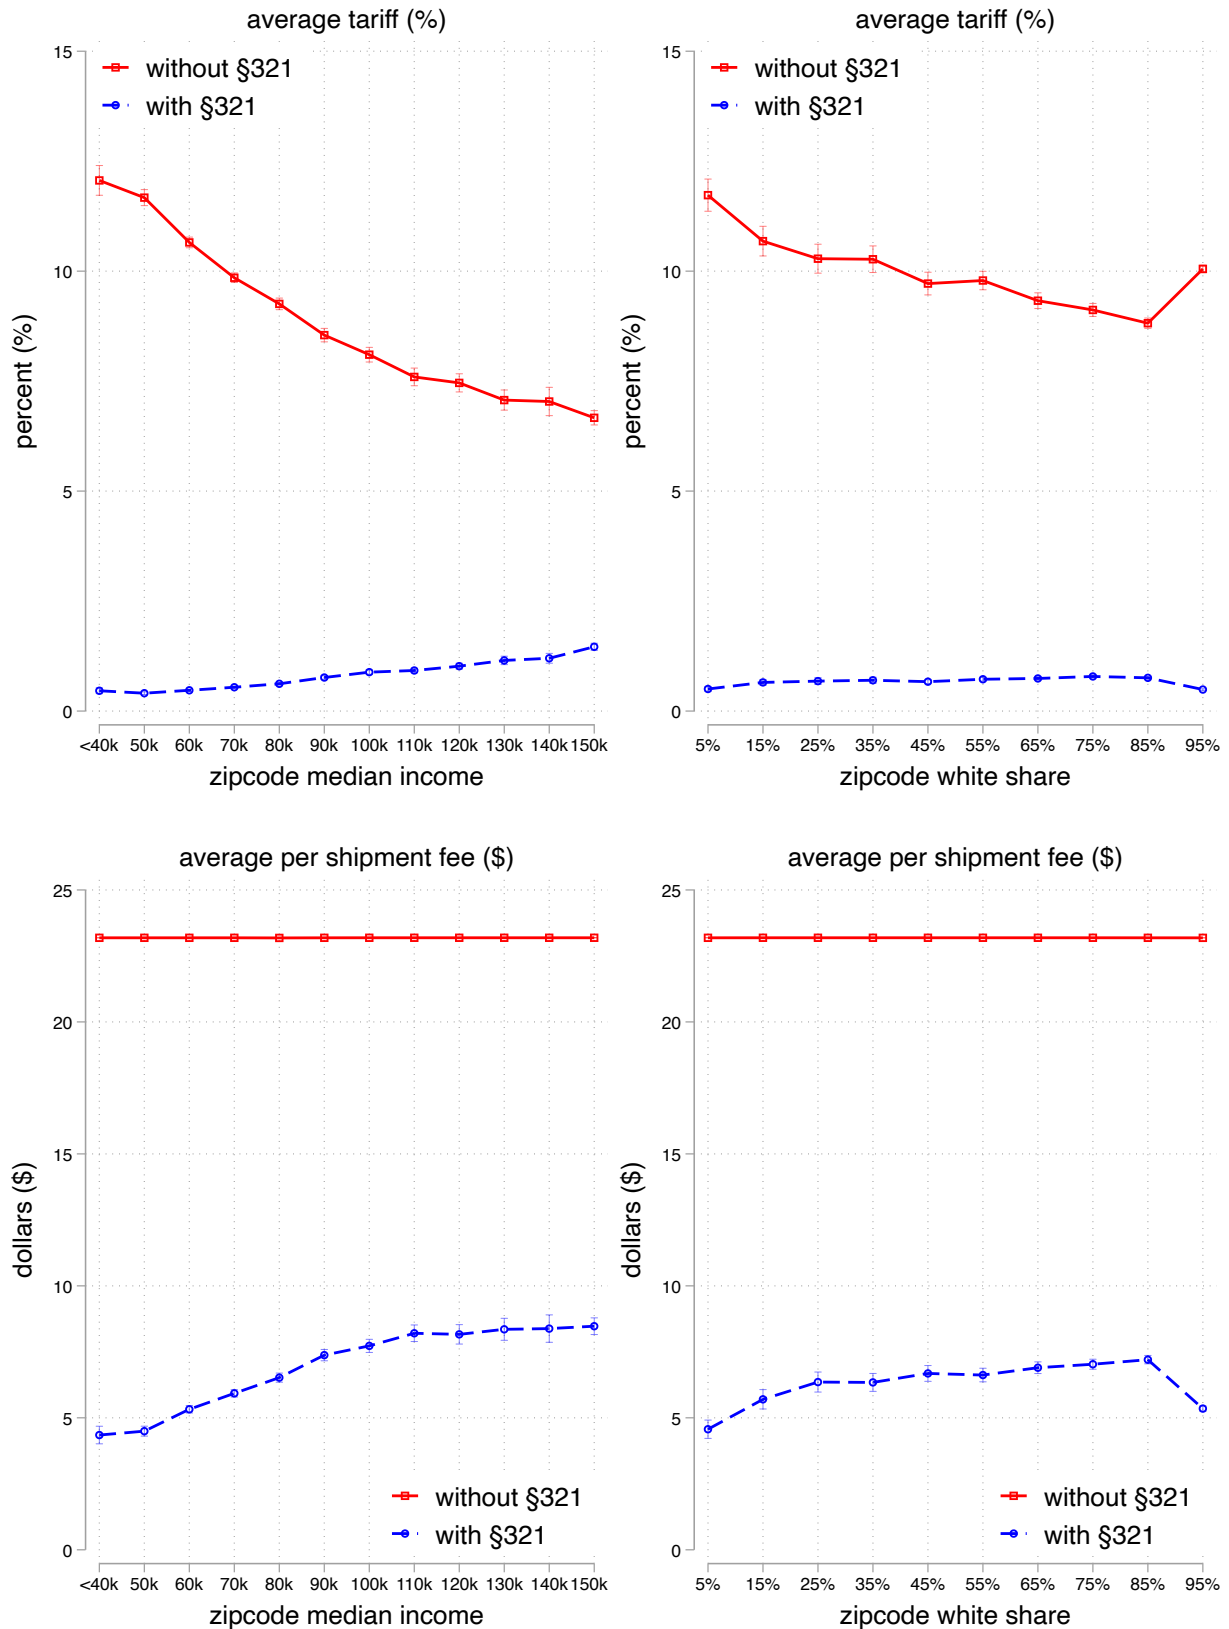 average tariff (%)
without §321
with §321
15
10
5
0
percent (%)
<40k 50k 60k 70k 80k 90k 100k 110k 120k 130k 140k 150k
zipcode median income
average tariff (%)
without §321
with §321
15
10
5
0
percent (%)
5% 15% 25% 35% 45% 55% 65% 75% 85% 95%
zipcode white share
average per shipment fee ($)
25
20
15
10
5
0
dollars ($)
without §321
with §321
<40k 50k 60k 70k 80k 90k 100k 110k 120k 130k 140k 150k
zipcode median income
average per shipment fee ($)
25
20
15
10
5
0
dollars ($)
without §321
with §321
5% 15% 25% 35% 45% 55% 65% 75% 85% 95%
zipcode white share